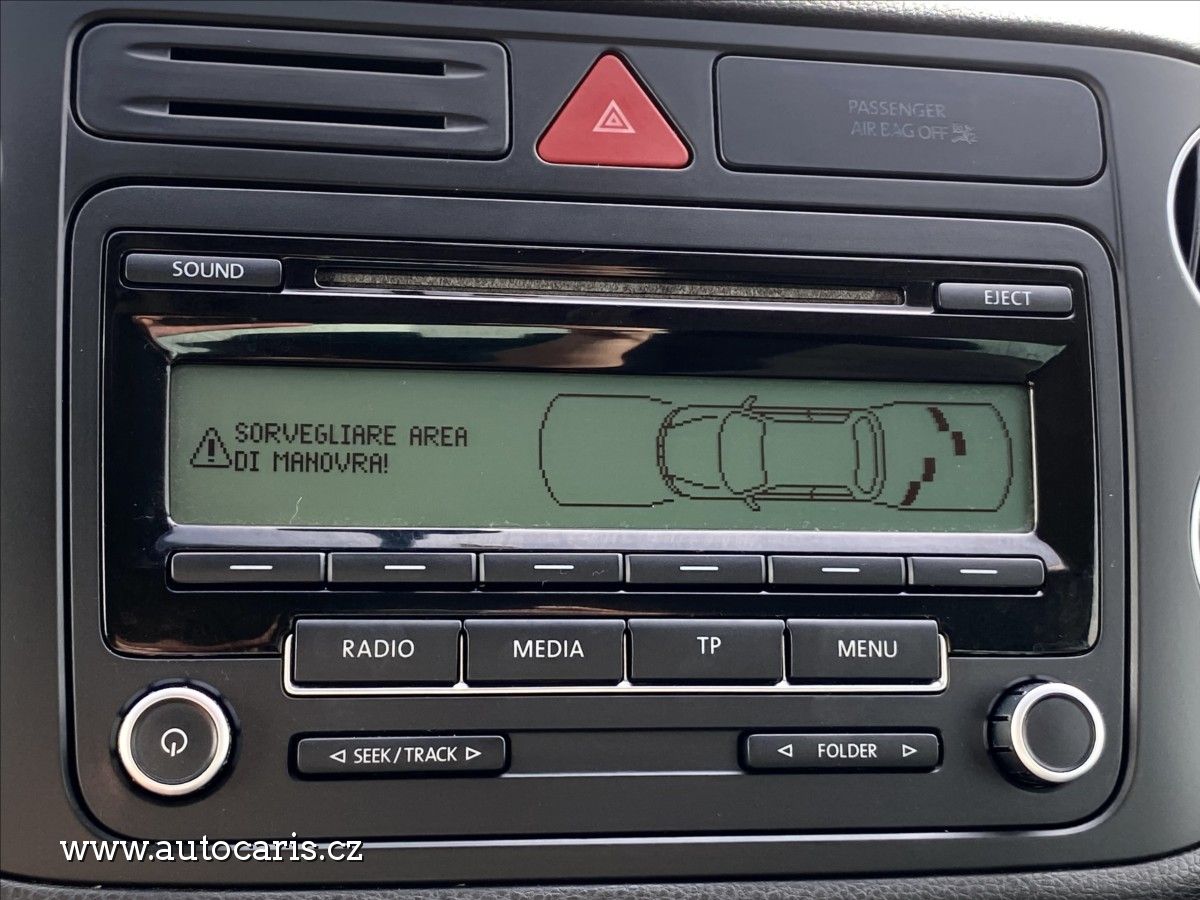 PASSENGER
AIR BAG OFF
SOUND
EJECT
SORVEGLIARE AREA
DI MANOVRA!
RADIO
MEDIA
TP
MENU
SEEK/TRACK
FOLDER
www.autocaris.cz